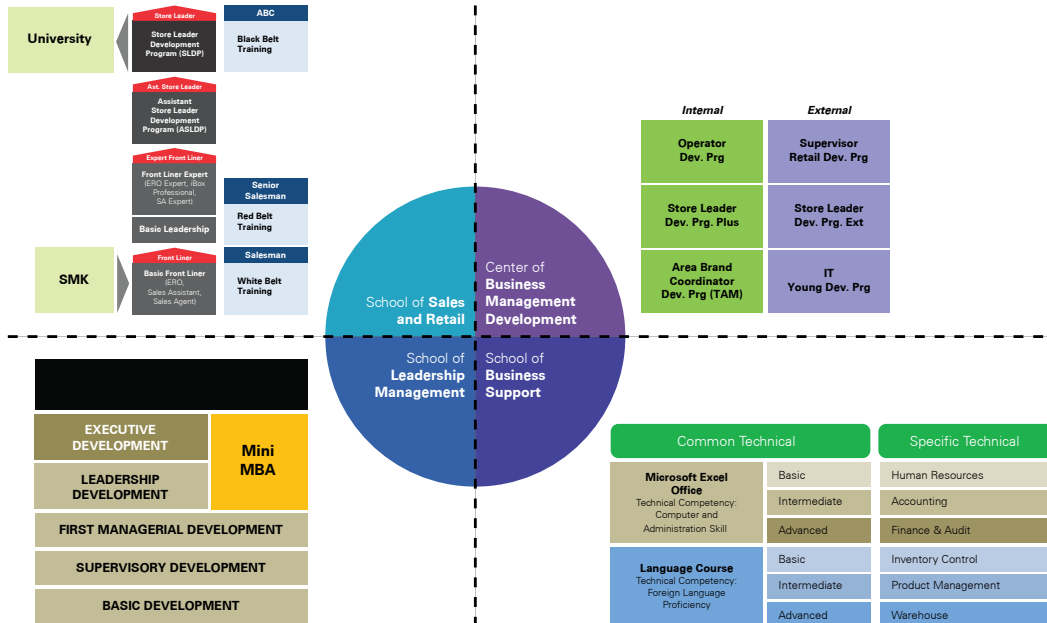 Store Leader
University
Store Leader
Development
Program (SLDP)
ABC
Black Belt
Training
Ast. Store Leader
Assistant
Store Leader
Development
Program (ASLDP)
Expert Front Liner
Front Liner Expert
(ERO Expert, iBox
Professional,
SA Expert)
Basic Leadership
Senior
Salesman
Red Belt
Training
SMK
Front Liner
Basic Front Liner
(ERO,
Sales Assistant,
Sales Agent)
Salesman
White Belt
Training
Internal
External
Operator
Dev. Prg
Supervisor
Retail Dev. Prg
Store Leader
Dev. Prg. Plus
Store Leader
Dev. Prg. Ext
Area Brand
Coordinator
Dev. Prg (TAM)
IT
Young Dev. Prg
School of Sales
and Retail
Center of
Business
Management
Development
School of
Leadership
Management
School of
Business
Support
EXECUTIVE
DEVELOPMENT
Mini
MBA
LEADERSHIP
DEVELOPMENT
FIRST MANAGERIAL DEVELOPMENT
SUPERVISORY DEVELOPMENT
BASIC DEVELOPMENT
Common Technical
Specific Technical
Microsoft Excel
Office
Technical Competency:
Computer and
Administration Skill
Basic
Intermediate
Advanced
Human Resources
Accounting
Finance & Audit
Language Course
Technical Competency:
Foreign Language
Proficiency
Basic
Intermediate
Advanced
Inventory Control
Product Management
Warehouse